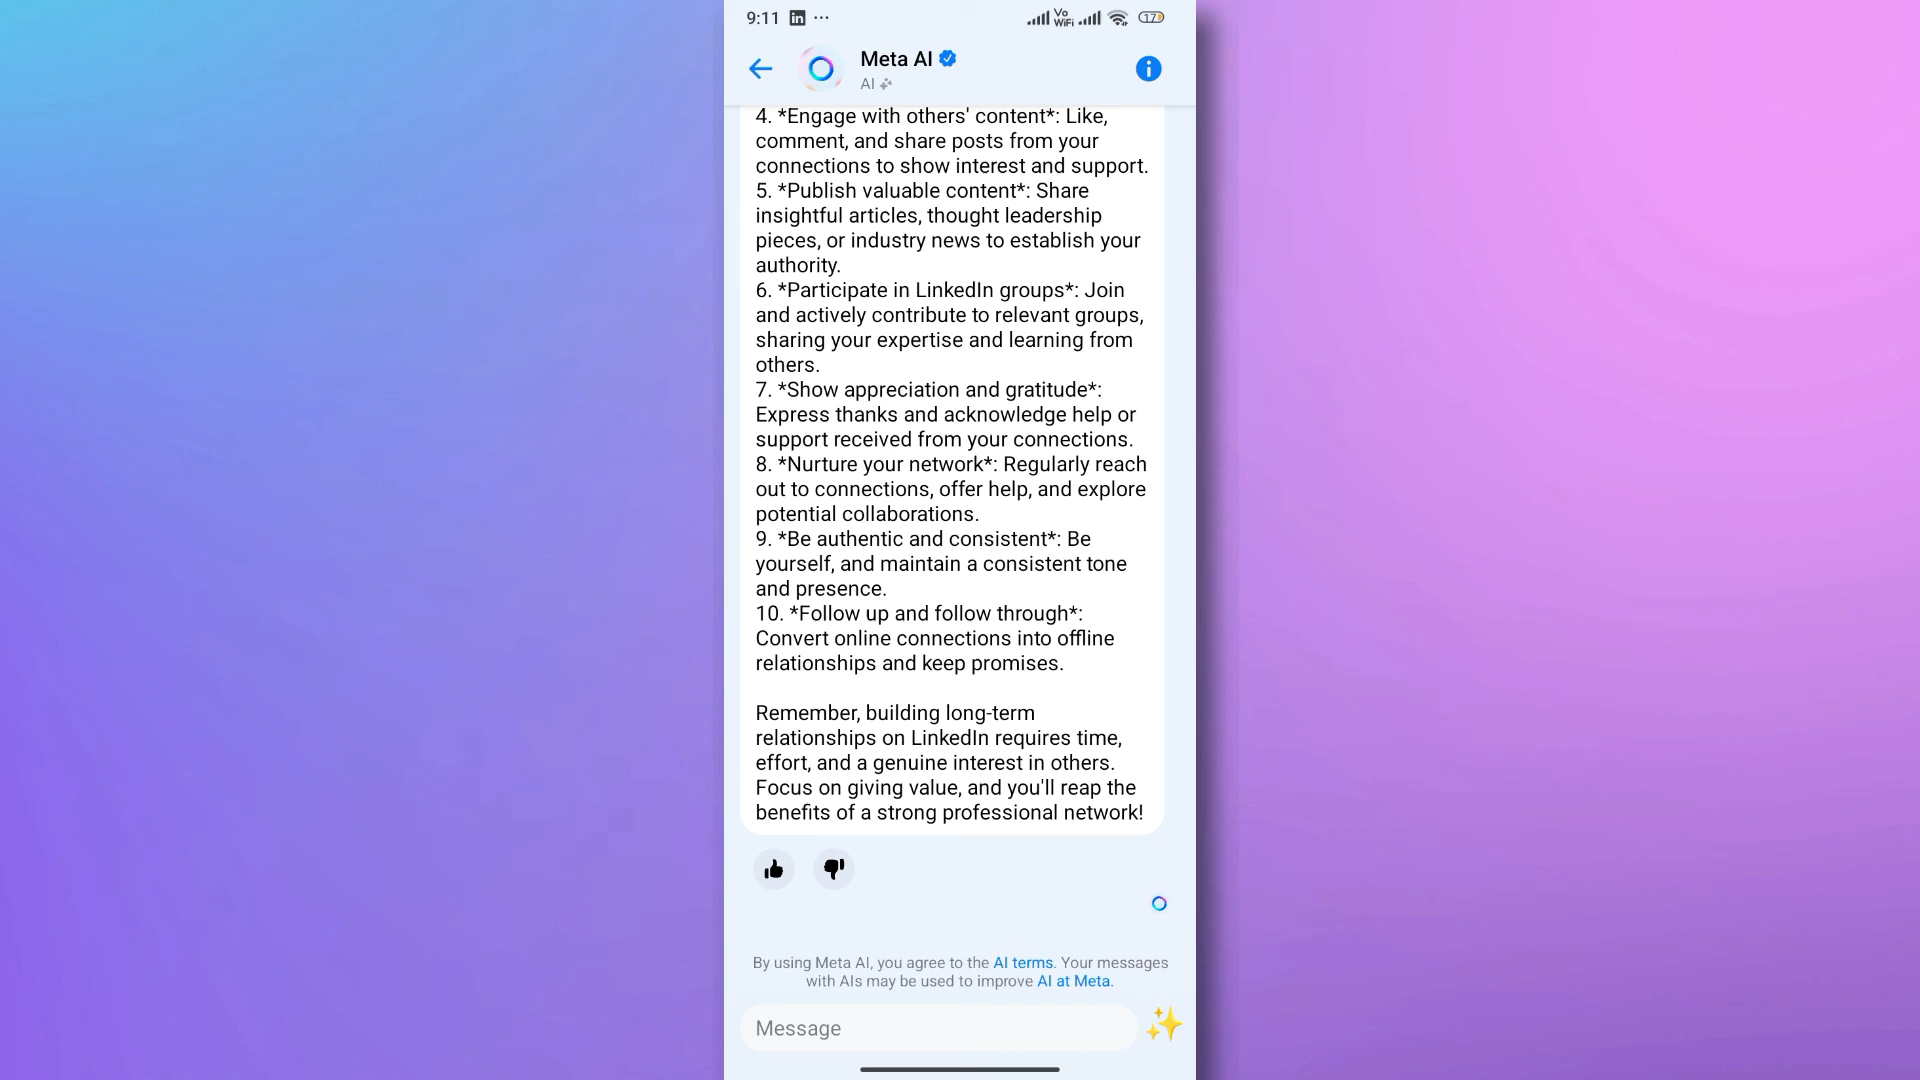 9:11 in ...
Vo WiFi 17
Meta AI
AI
4. *Engage with others' content*: Like,
comment, and share posts from your
connections to show interest and support.
5. *Publish valuable content*: Share
insightful articles, thought leadership
pieces, or industry news to establish your
authority.
6. *Participate in LinkedIn groups*: Join
and actively contribute to relevant groups,
sharing your expertise and learning from
others.
7. *Show appreciation and gratitude*:
Express thanks and acknowledge help or
support received from your connections.
8. *Nurture your network*: Regularly reach
out to connections, offer help, and explore
potential collaborations.
9. *Be authentic and consistent*: Be
yourself, and maintain a consistent tone
and presence.
10. *Follow up and follow through*:
Convert online connections into offline
relationships and keep promises.
Remember, building long-term
relationships on LinkedIn requires time,
effort, and a genuine interest in others.
Focus on giving value, and you'll reap the
benefits of a strong professional network!
By using Meta AI, you agree to the AI terms. Your messages
with AIs may be used to improve AI at Meta.
Message